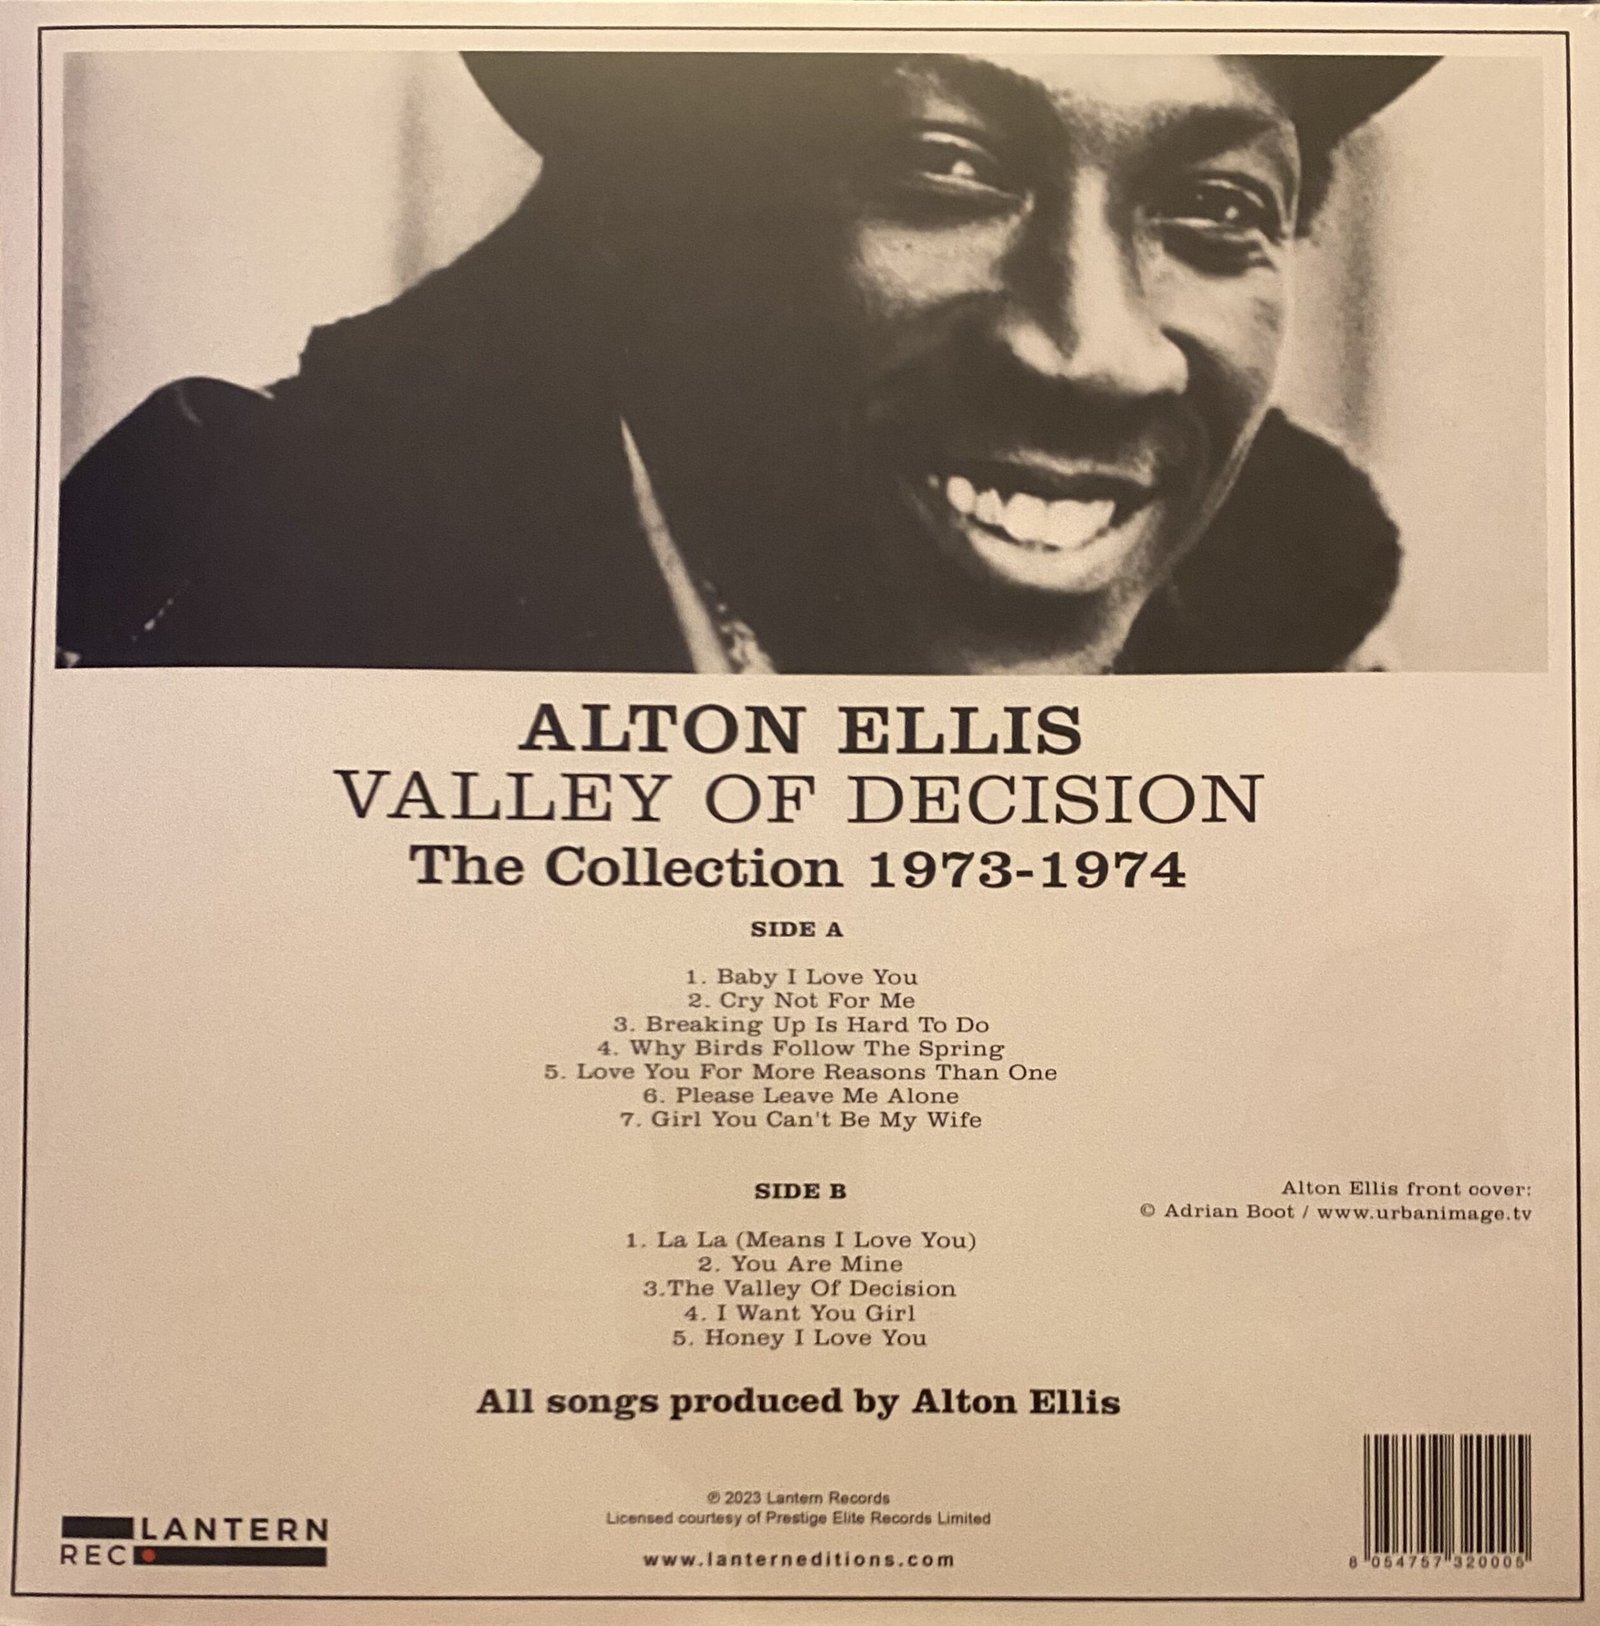 ALTON ELLIS
VALLEY OF DECISION
The Collection 1973-1974
SIDE A
1. Baby I Love You
2. Cry Not For Me
3. Breaking Up Is Hard To Do
4. Why Birds Follow The Spring
5. Love You For More Reasons Than One
6. Please Leave Me Alone
7. Girl You Can't Be My Wife
SIDE B
1. La La (Means I Love You)
2. You Are Mine
3.The Valley Of Decision
4. I Want You Girl
5. Honey I Love You
Alton Ellis front cover:
© Adrian Boot / www.urbanimage.tv
All songs produced by Alton Ellis
℗ 2023 Lantern Records
Licensed courtesy of Prestige Elite Records Limited
www.lanterneditions.com
LANTERN
REC
8 054757 320005